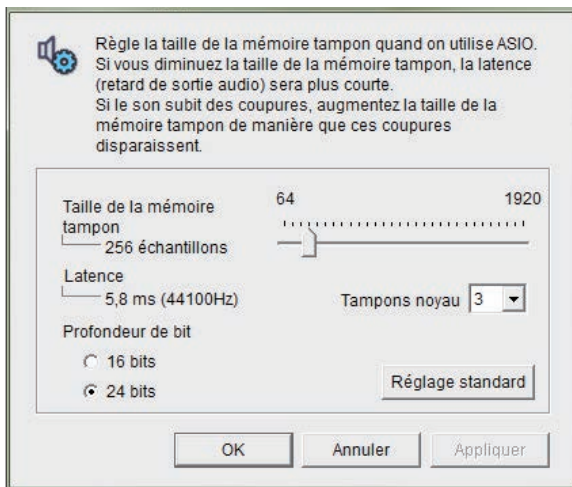 Règle la taille de la mémoire tampon quand on utilise ASIO.
Si vous diminuez la taille de la mémoire tampon, la latence
(retard de sortie audio) sera plus courte.
Si le son subit des coupures, augmentez la taille de la
mémoire tampon de manière que ces coupures
disparaissent.
64 1920
Taille de la mémoire
tampon
256 échantillons
Latence
5,8 ms (44100Hz)
Tampons noyau 3
Profondeur de bit
16 bits
24 bits
Réglage standard
OK Annuler Appliquer